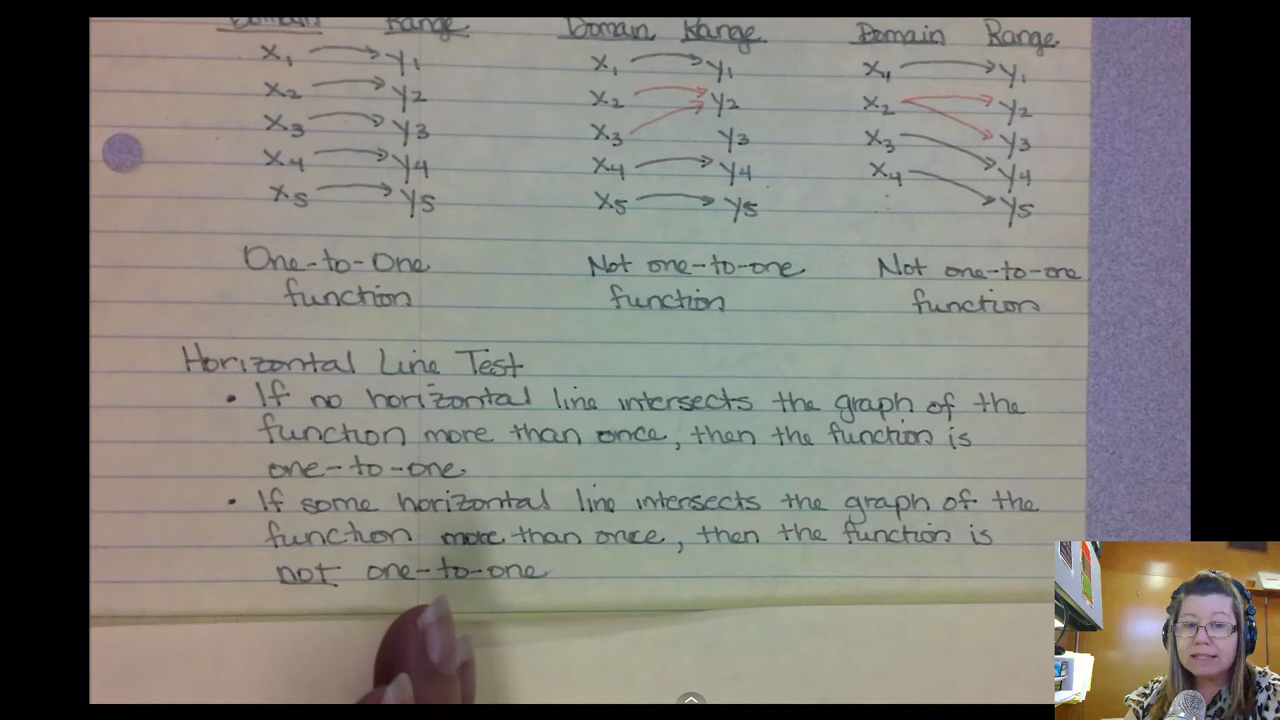 Domain Range Domain Range Domain Range
x₁ y₁ x₁ y₁ x₁ y₁
x₂ y₂ x₂ y₂ x₂ y₂
x₃ y₃ x₃ y₃ x₃ y₃
x₄ y₄ x₄ y₄ x₄ y₄
x₅ y₅ x₅ y₅ y₅
One-to-One Not one-to-one Not one-to-one
function function function
Horizontal Line Test
• If no horizontal line intersects the graph of the
function more than once, then the function is
one-to-one.
• If some horizontal line intersects the graph of the
function more than once, then the function is
not one-to-one